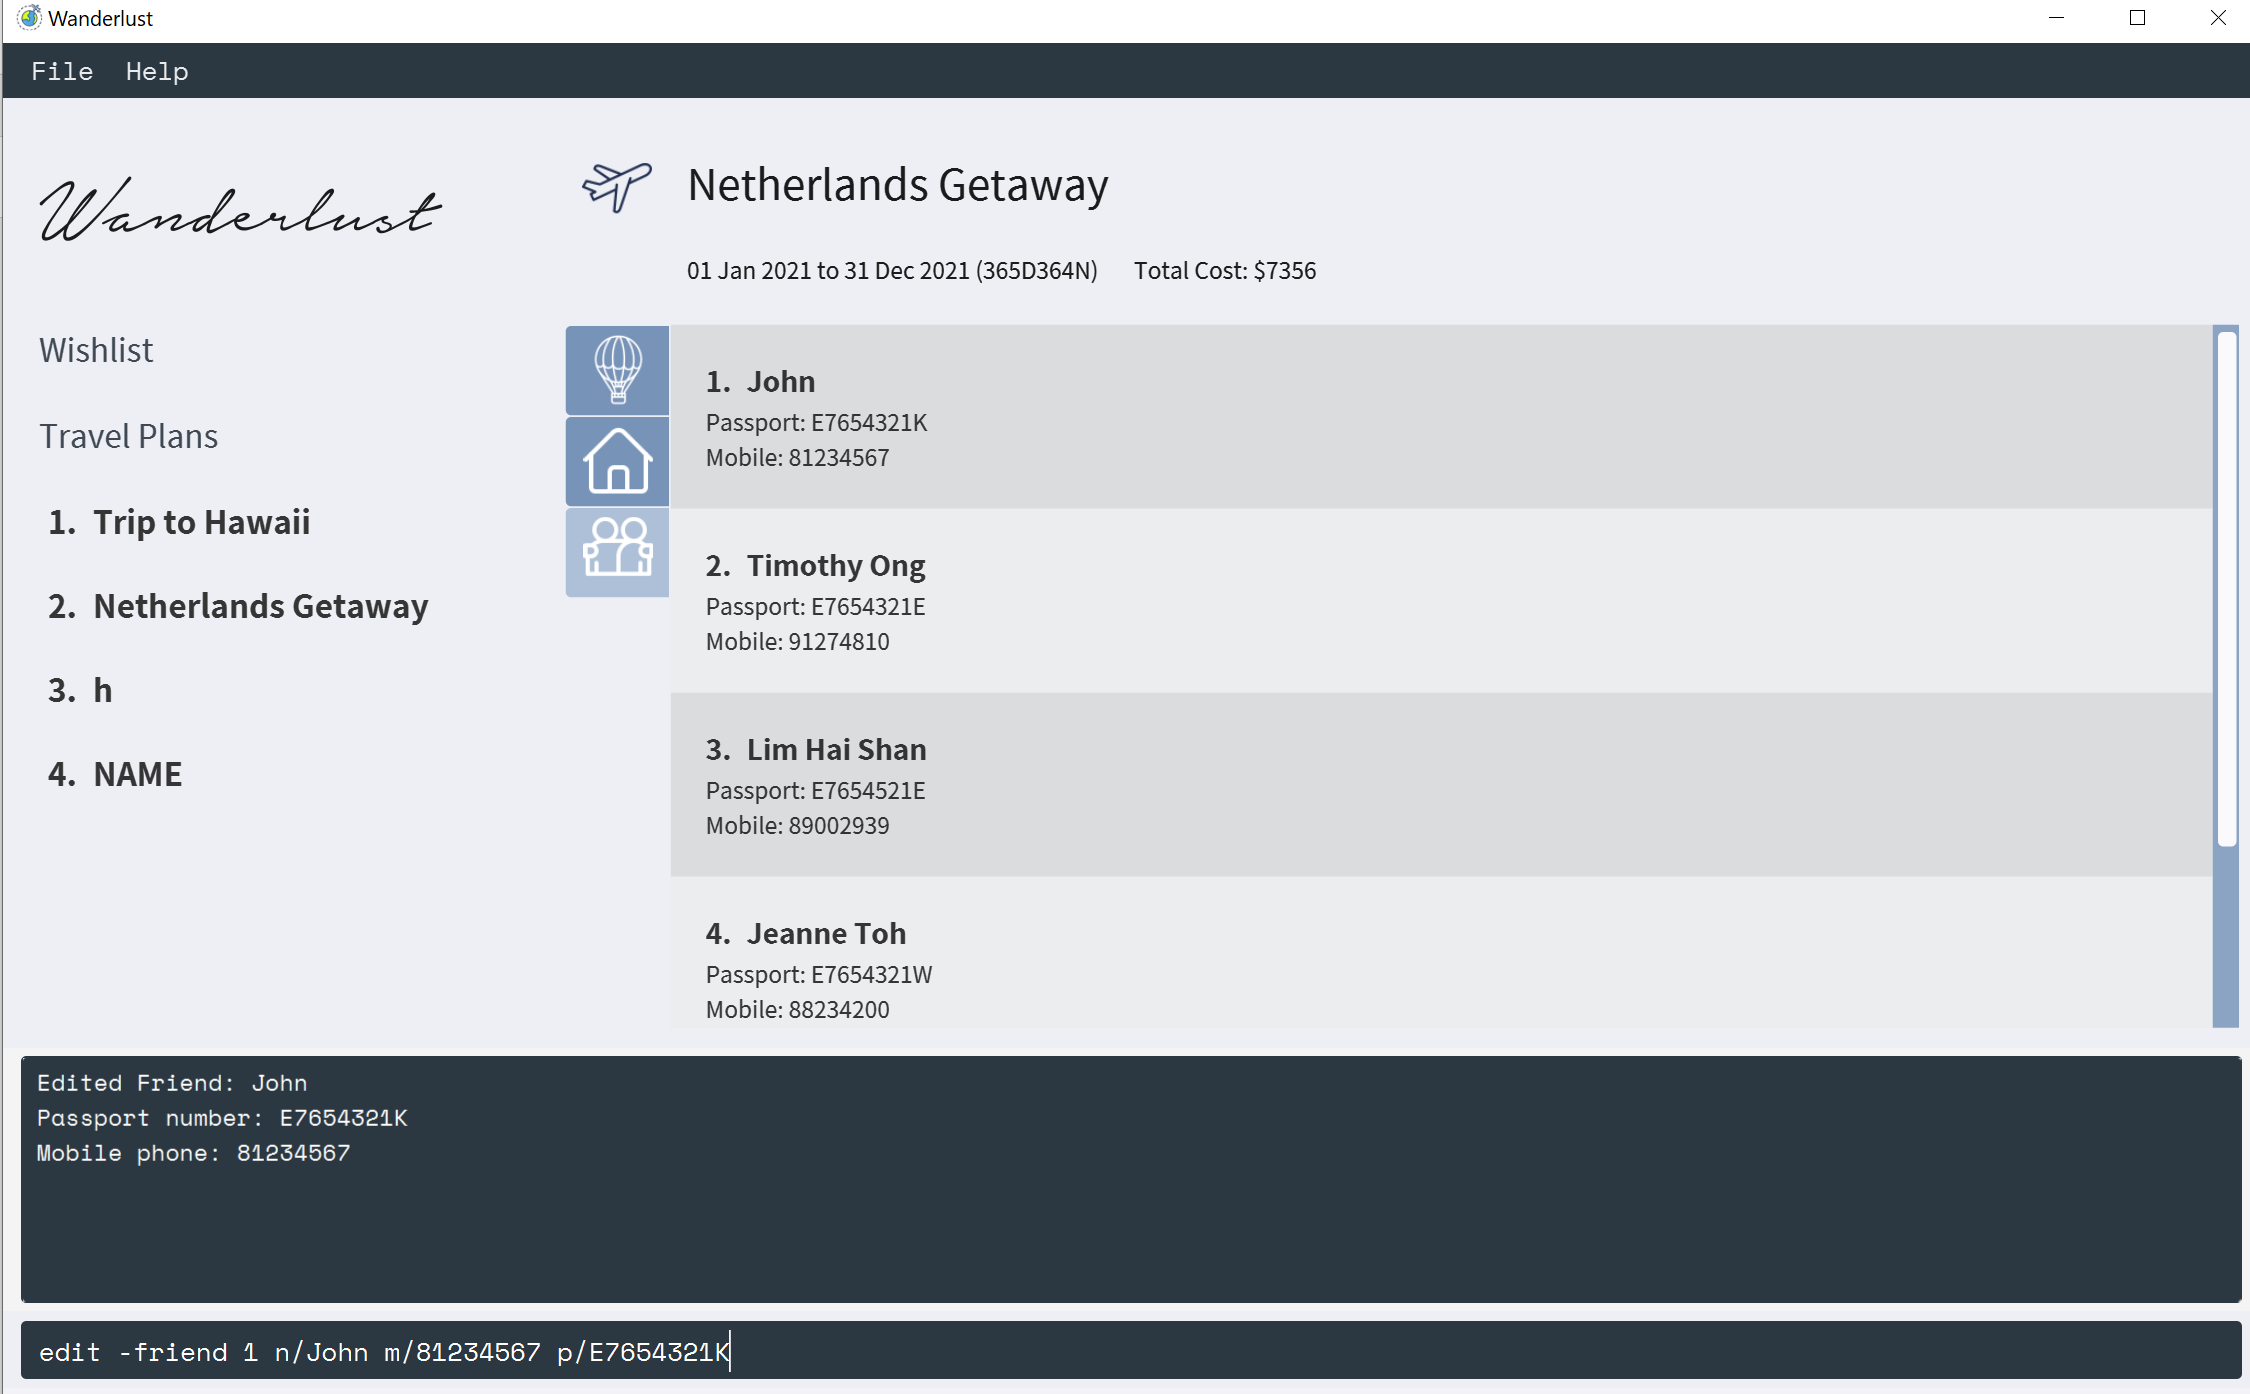 Wanderlust
File Help
Wanderlust
Wishlist
Travel Plans
1. Trip to Hawaii
2. Netherlands Getaway
3. h
4. NAME
Netherlands Getaway
01 Jan 2021 to 31 Dec 2021 (365D364N) Total Cost: $7356
1. John
Passport: E7654321K
Mobile: 81234567
2. Timothy Ong
Passport: E7654321E
Mobile: 91274810
3. Lim Hai Shan
Passport: E7654521E
Mobile: 89002939
4. Jeanne Toh
Passport: E7654321W
Mobile: 88234200
Edited Friend: John
Passport number: E7654321K
Mobile phone: 81234567
edit -friend 1 n/John m/81234567 p/E7654321K